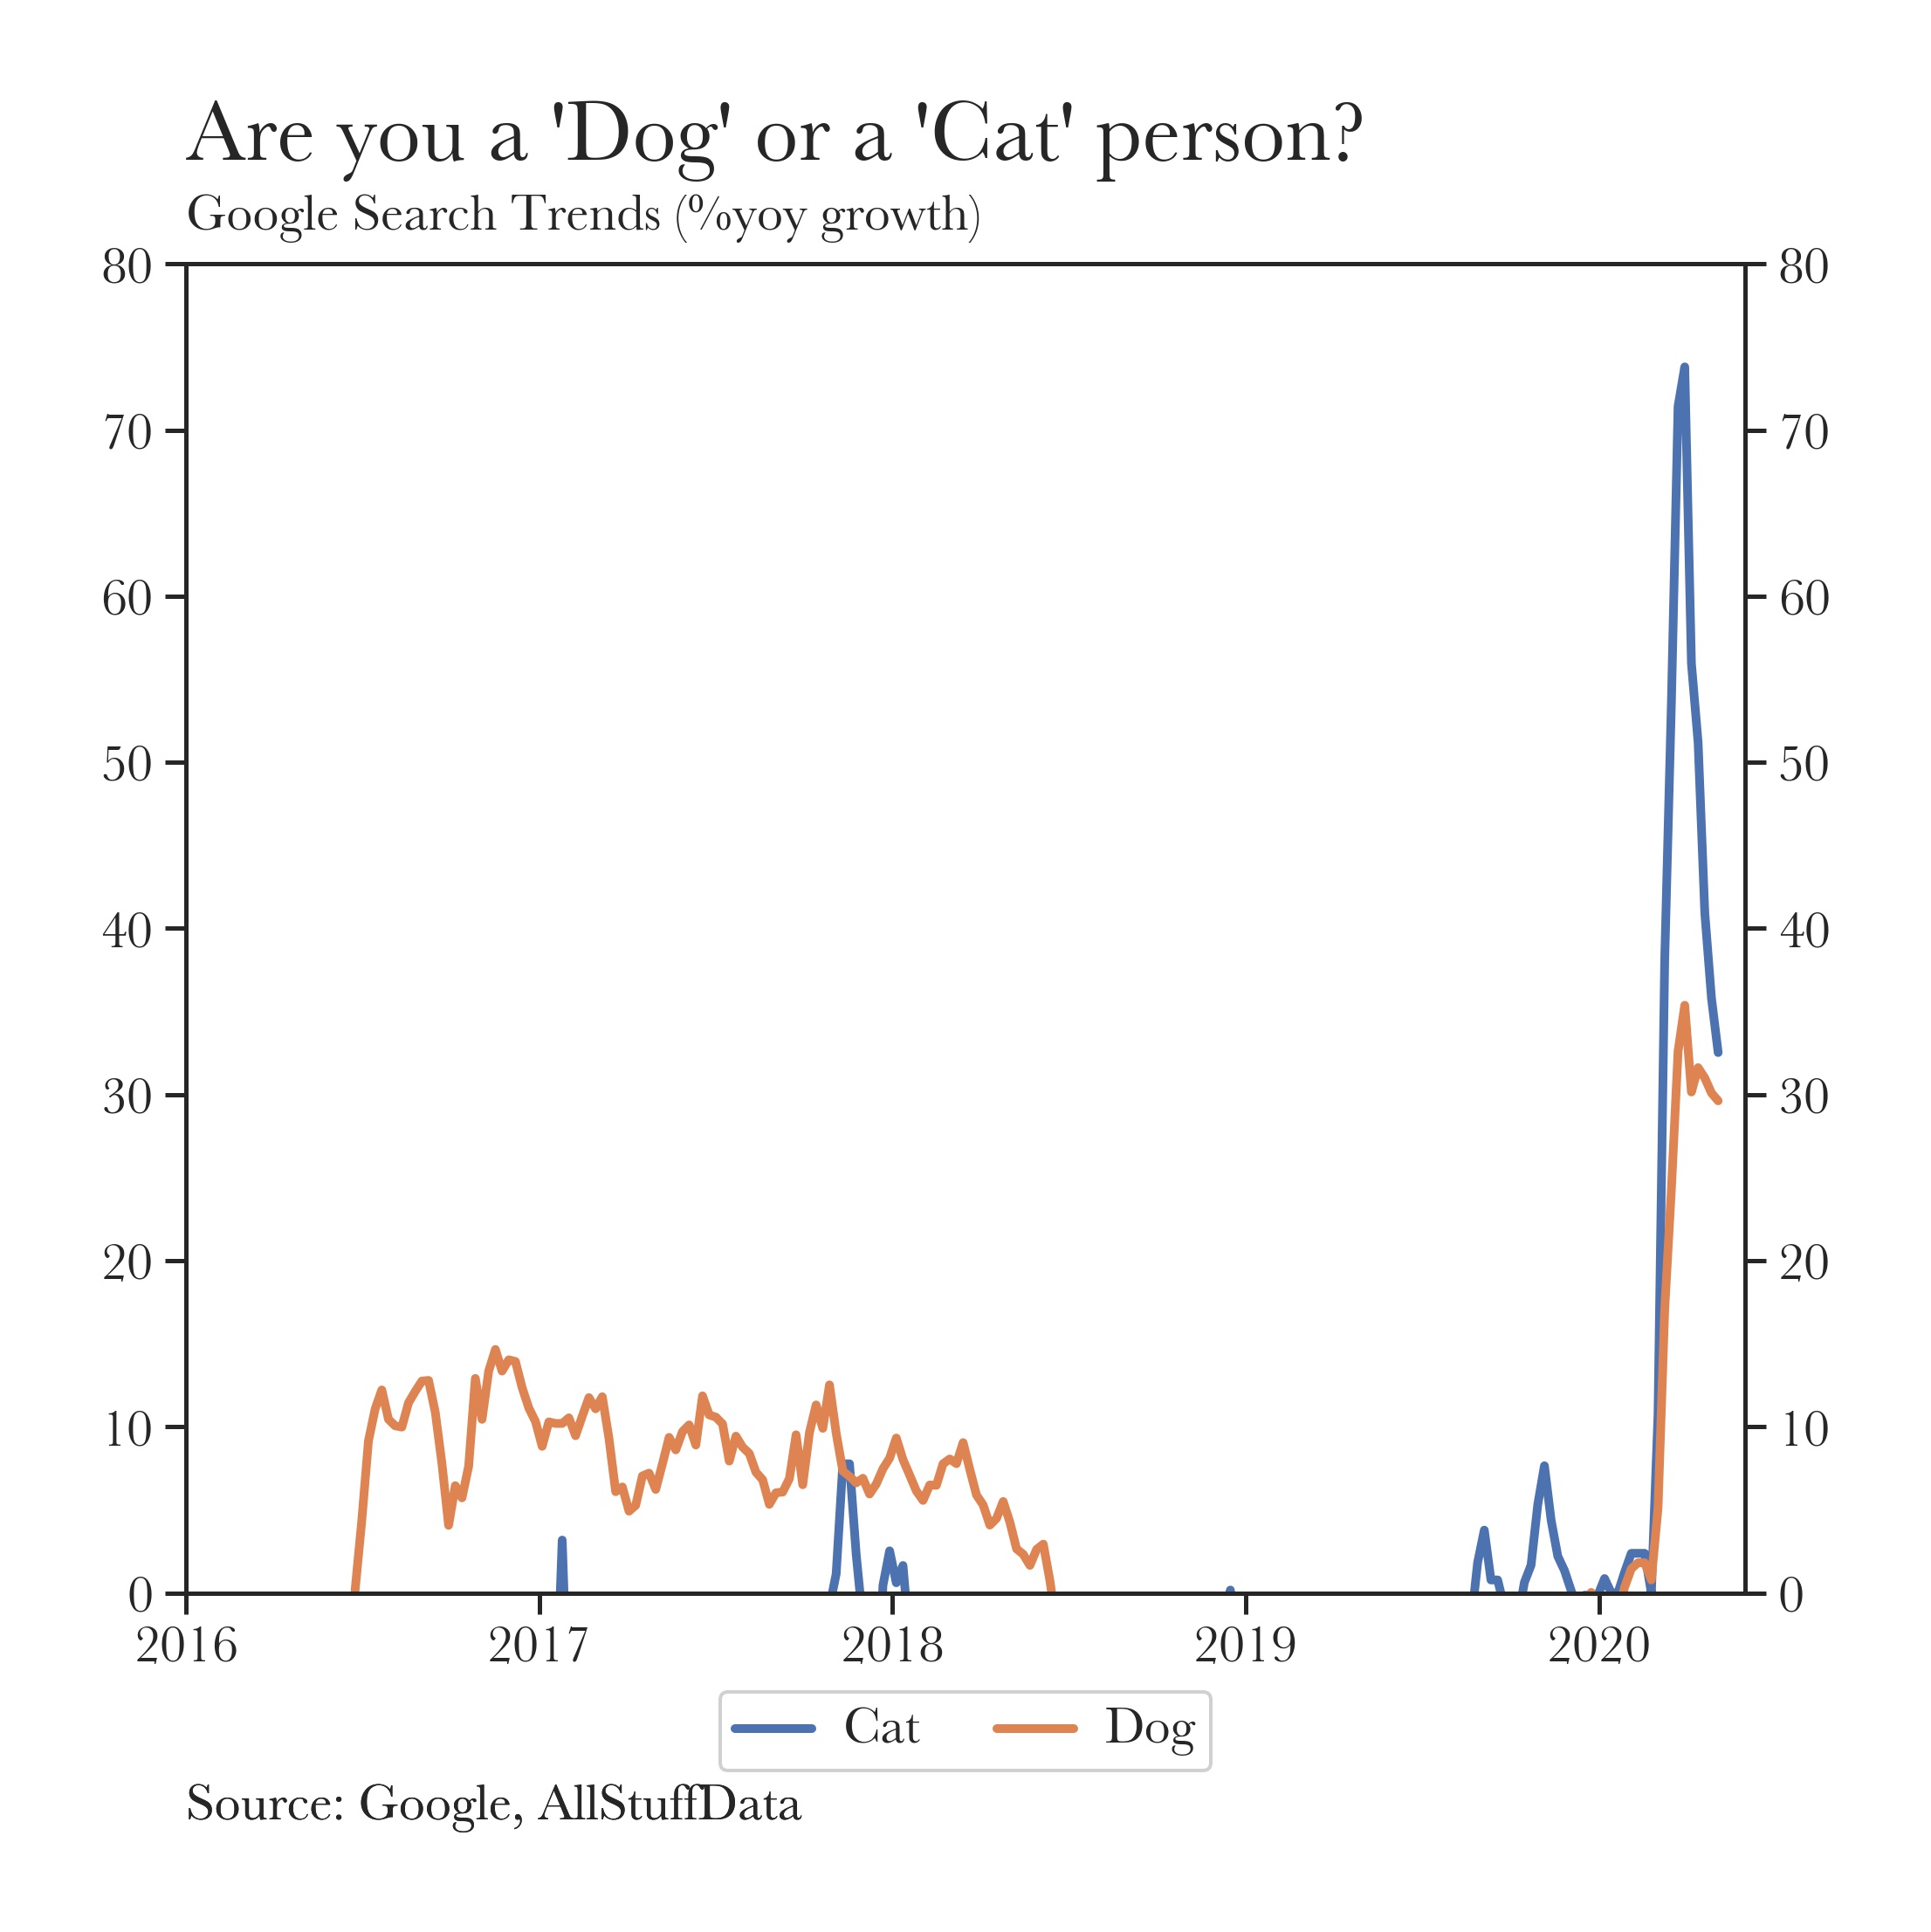 Are you a 'Dog' or a 'Cat' person?
Google Search Trends (%yoy growth)
80 80
70 70
60 60
50 50
40 40
30 30
20 20
10 10
0 0
2016 2017 2018 2019 2020
Cat Dog
Source: Google, AllStuffData